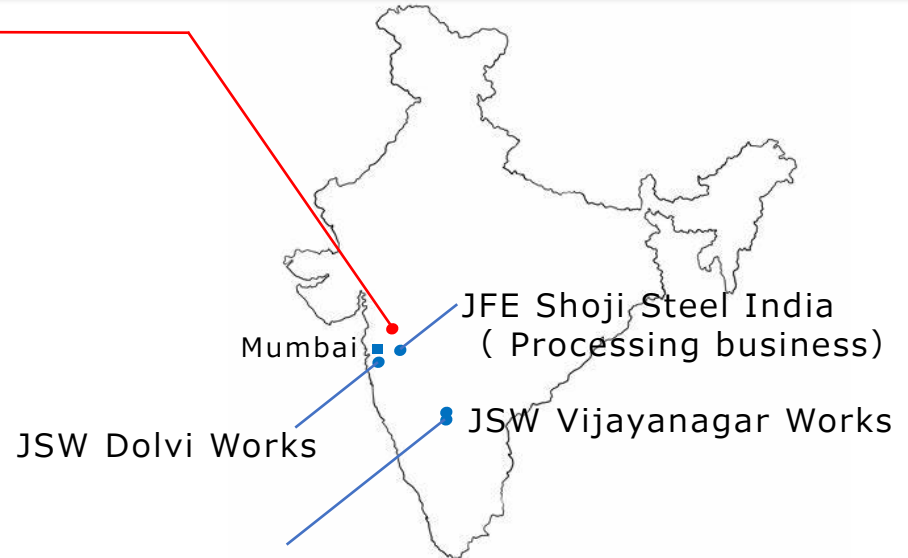 JFE Shoji Steel India
（ Processing business）
Mumbai
JSW Vijayanagar Works
JSW Dolvi Works